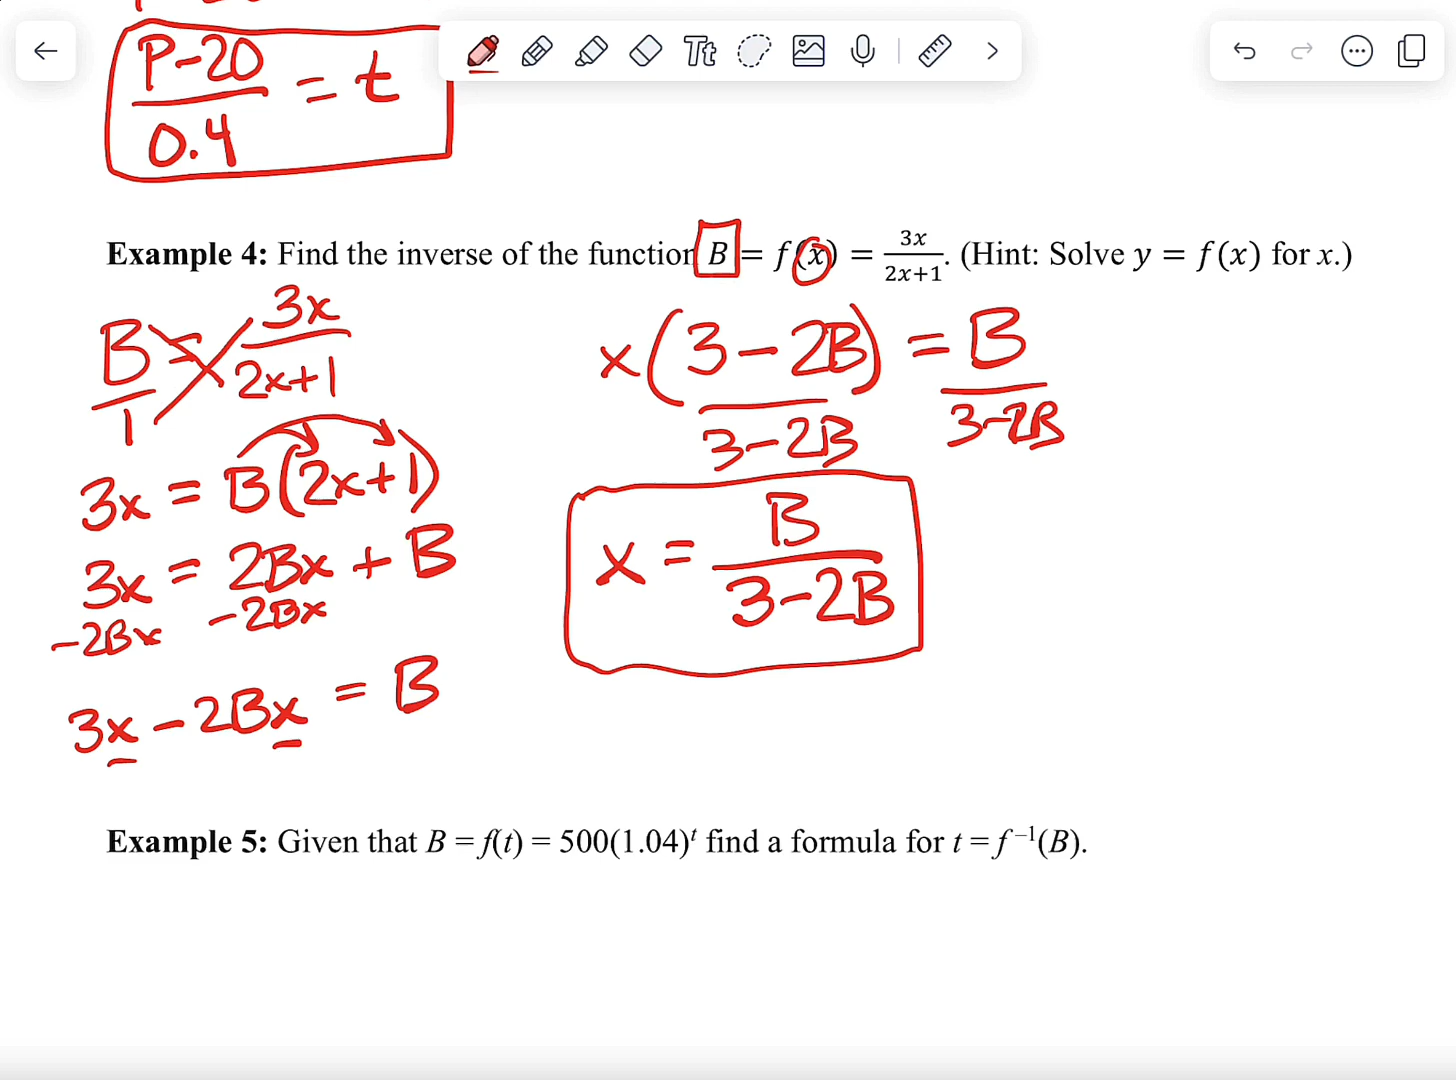 P-20
0.4
= t
Tt
Example 4: Find the inverse of the function B = f(x) = 3x/2x+1. (Hint: Solve y = f(x) for x.)
B/1 = 3x/2x+1
3x = B(2x+1)
3x = 2Bx + B
-2Bx -2Bx
3x - 2Bx = B
x(3-2B) = B
3-2B 3-2B
x = B/3-2B
Example 5: Given that B = f(t) = 500(1.04)ᵗ find a formula for t = f⁻¹(B).